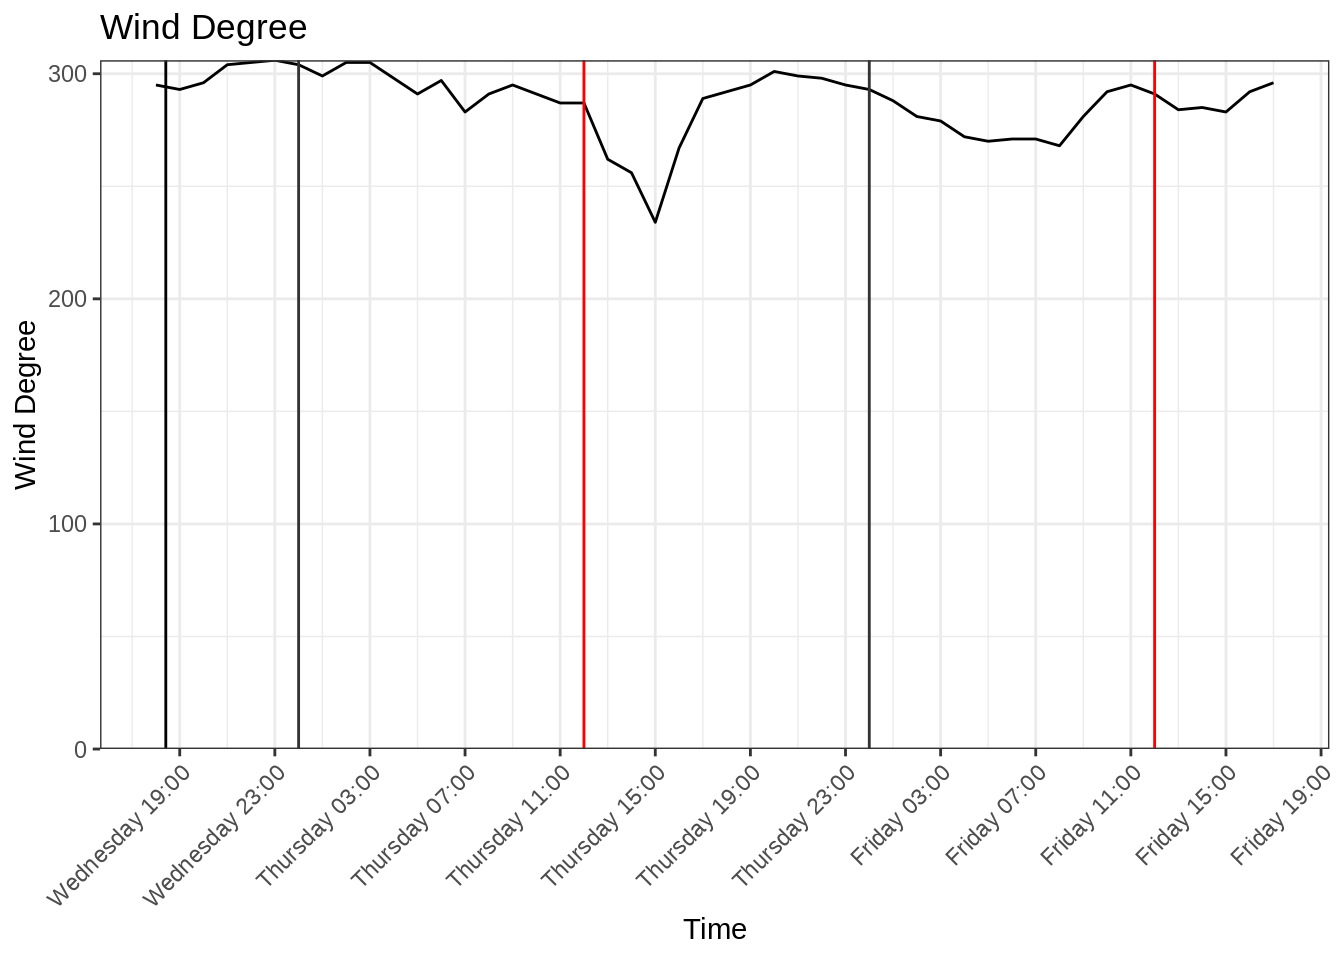 Wind Degree
Wind Degree
300
200
100
0
Wednesday 19:00
Wednesday 23:00
Thursday 03:00
Thursday 07:00
Thursday 11:00
Thursday 15:00
Thursday 19:00
Thursday 23:00
Friday 03:00
Friday 07:00
Friday 11:00
Friday 15:00
Friday 19:00
Time